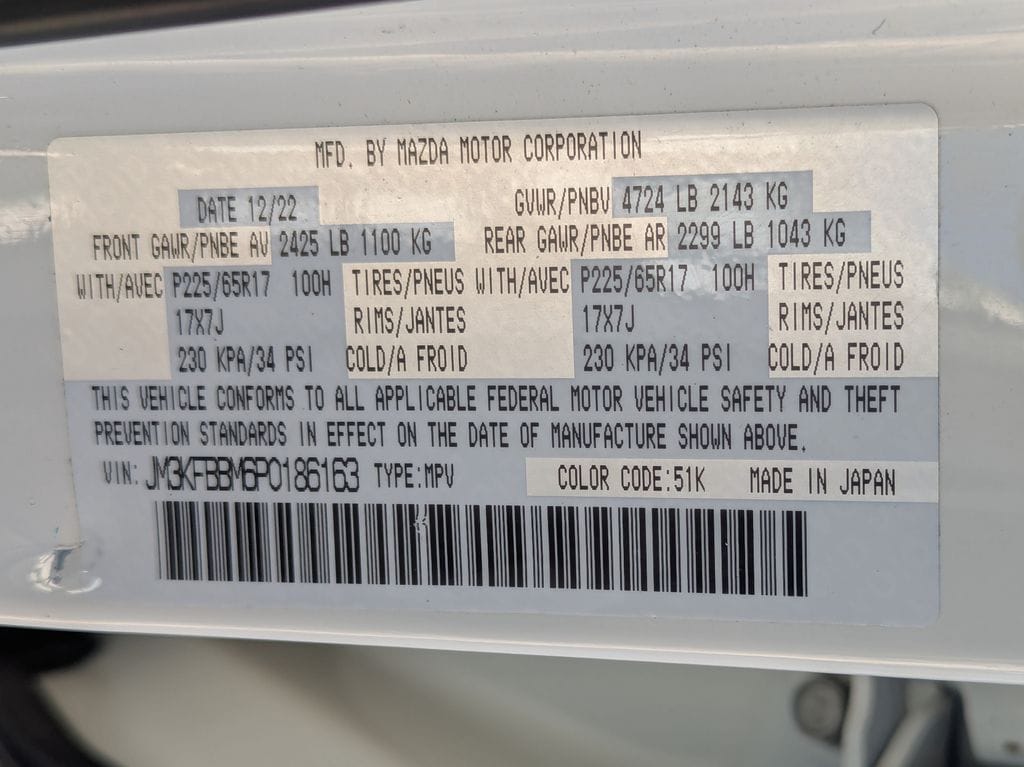 MFD. BY MAZDA MOTOR CORPORATION
DATE 12/22 GVWR/PNBV 4724 LB 2143 KG
FRONT GAWR/PNBE AV 2425 LB 1100 KG REAR GAWR/PNBE AR 2299 LB 1043 KG
WITH/AVEC P225/65R17 100H TIRES/PNEUS WITH/AVEC P225/65R17 100H TIRES/PNEUS
17X7J RIMS/JANTES 17X7J RIMS/JANTES
230 KPA/34 PSI COLD/A FROID 230 KPA/34 PSI COLD/A FROID
THIS VEHICLE CONFORMS TO ALL APPLICABLE FEDERAL MOTOR VEHICLE SAFETY AND THEFT
PREVENTION STANDARDS IN EFFECT ON THE DATE OF MANUFACTURE SHOWN ABOVE.
VIN: JM3KFBBM6P0186163 TYPE:MPV COLOR CODE:51K MADE IN JAPAN